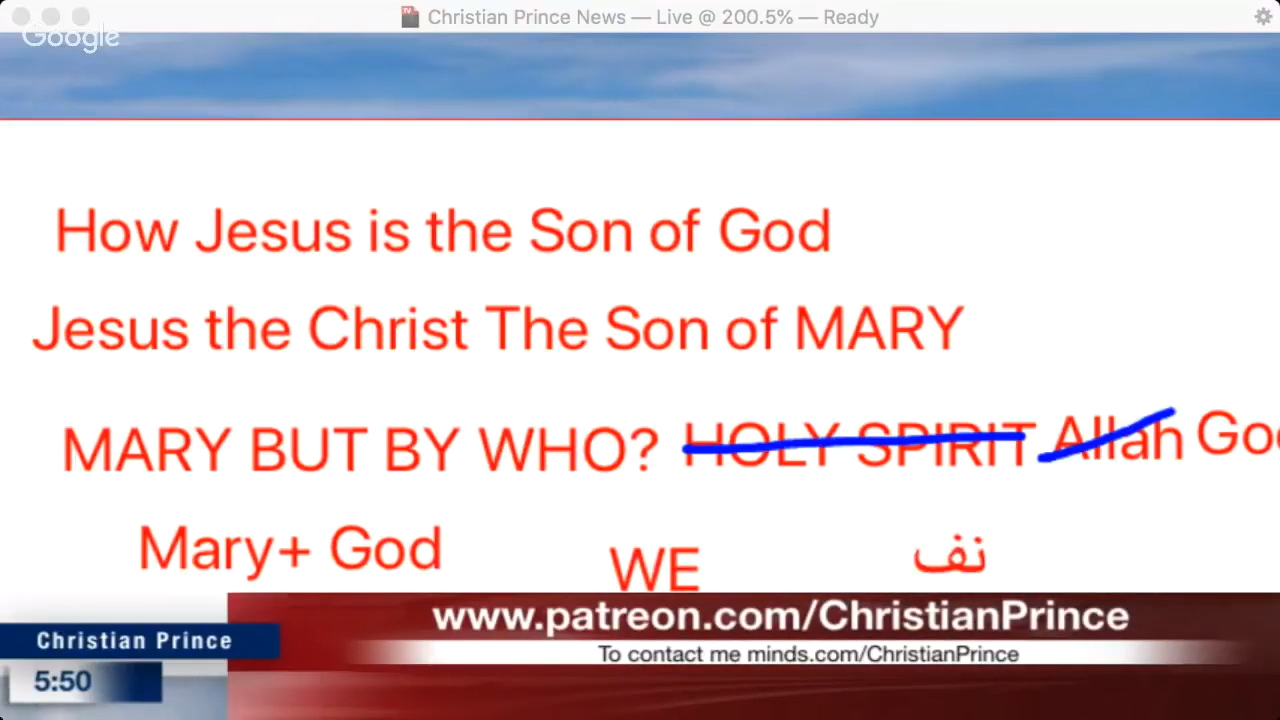 Christian Prince News — Live @ 200.5% — Ready
Google
How Jesus is the Son of God
Jesus the Christ The Son of MARY
MARY BUT BY WHO? HOLY SPIRIT Allah Go
Mary+ God WE نف
www.patreon.com/ChristianPrince
Christian Prince
To contact me minds.com/ChristianPrince
5:50